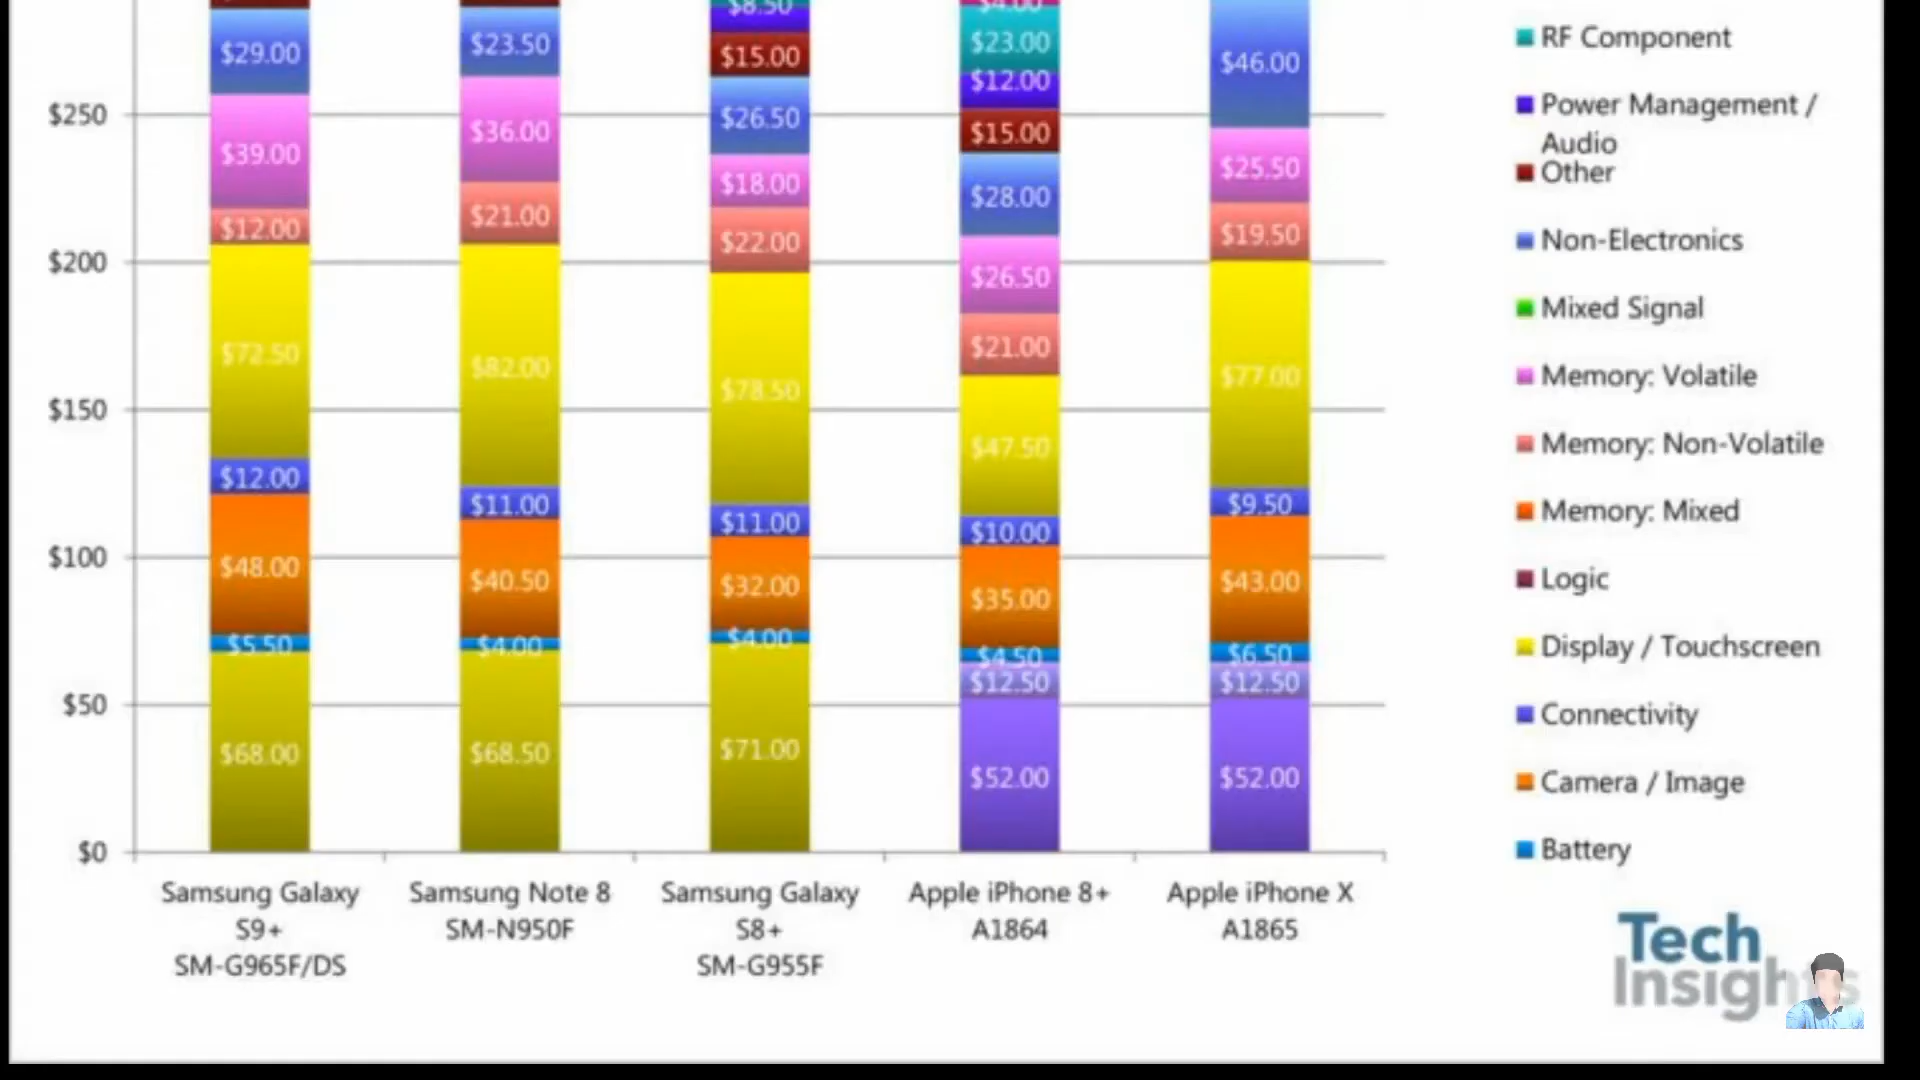 $8.50
$4.00
$29.00
$23.50
$15.00
$23.00
$46.00
RF Component
$12.00
Power Management /
Audio
$250
$39.00
$36.00
$26.50
$15.00
$25.50
Other
$12.00
$21.00
$18.00
$28.00
$19.50
Non-Electronics
$200
$22.00
$26.50
Mixed Signal
$72.50
$82.00
$78.50
$21.00
$77.00
Memory: Volatile
$150
$47.50
Memory: Non-Volatile
$12.00
$11.00
$11.00
$10.00
$9.50
Memory: Mixed
$100
$48.00
$40.50
$32.00
$35.00
$43.00
Logic
$5.50
$4.00
$4.00
$4.50
$6.50
Display / Touchscreen
$12.50
$12.50
$50
Connectivity
$68.00
$68.50
$71.00
$52.00
$52.00
Camera / Image
$0
Battery
Samsung Galaxy
S9+
SM-G965F/DS
Samsung Note 8
SM-N950F
Samsung Galaxy
S8+
SM-G955F
Apple iPhone 8+
A1864
Apple iPhone X
A1865
Tech
Insights